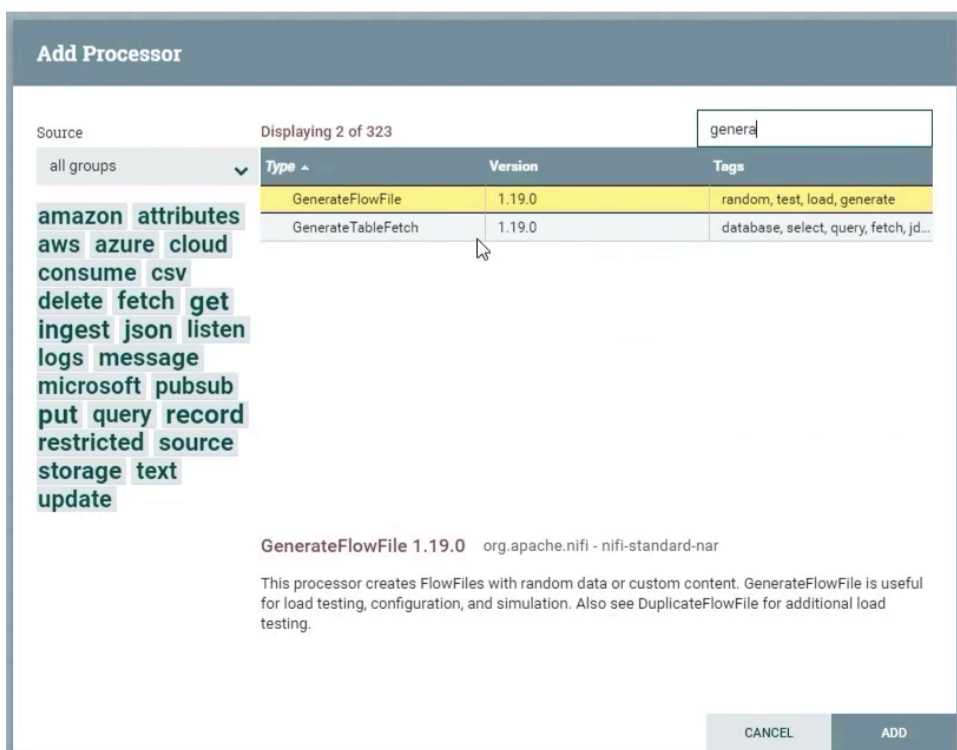 Add Processor
Source
all groups
amazon attributes
aws azure cloud
consume csv
delete fetch get
ingest json listen
logs message
microsoft pubsub
put query record
restricted source
storage text
update
Displaying 2 of 323
genera
Type Version Tags
GenerateFlowFile 1.19.0 random, test, load, generate
GenerateTableFetch 1.19.0 database, select, query, fetch, jd...
GenerateFlowFile 1.19.0 org.apache.nifi - nifi-standard-nar
This processor creates FlowFiles with random data or custom content. GenerateFlowFile is useful
for load testing, configuration, and simulation. Also see DuplicateFlowFile for additional load
testing.
CANCEL ADD